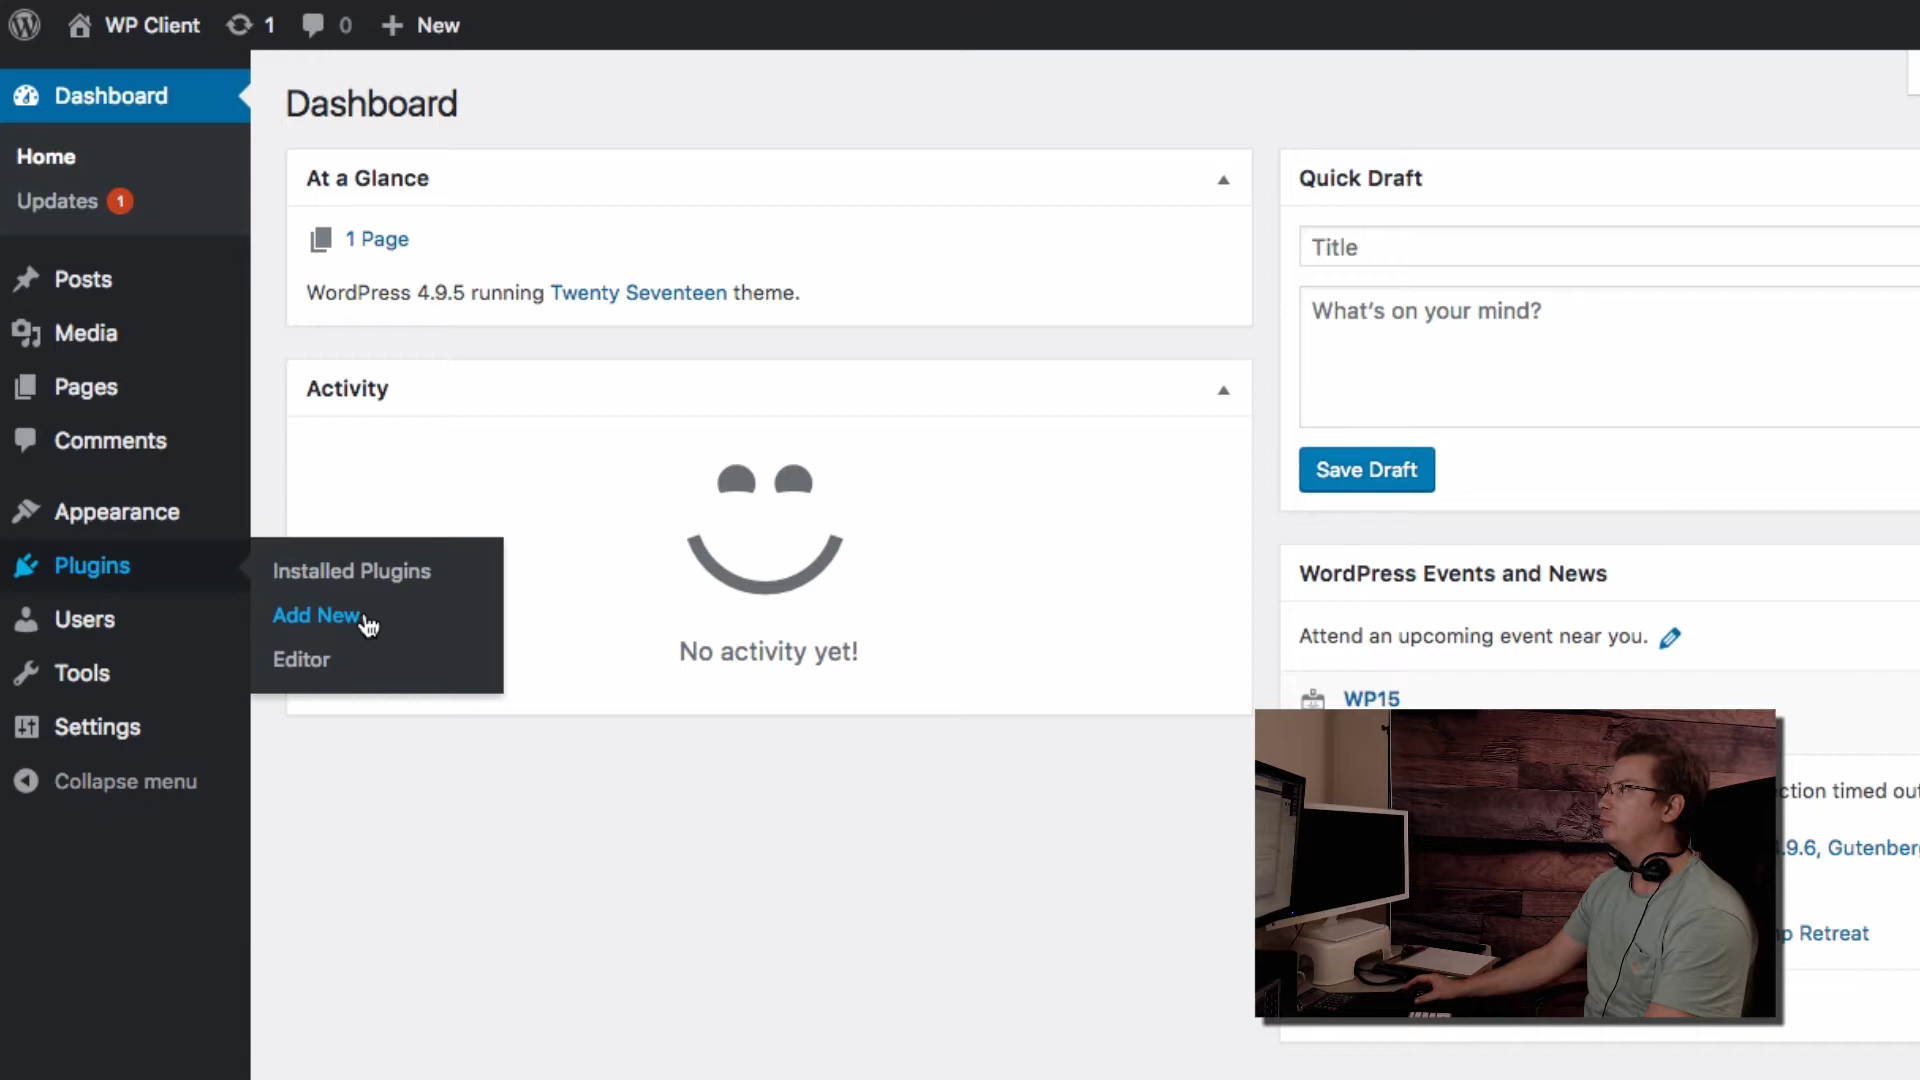 WP Client 1 0 New
Dashboard
Home
Updates 1
Posts
Media
Pages
Comments
Appearance
Plugins
Users
Tools
Settings
Collapse menu
Installed Plugins
Add New
Editor
Dashboard
At a Glance
1 Page
WordPress 4.9.5 running Twenty Seventeen theme.
Activity
No activity yet!
Quick Draft
Title
What's on your mind?
Save Draft
WordPress Events and News
Attend an upcoming event near you.
WP15
ction timed out
.9.6, Gutenberg
p Retreat